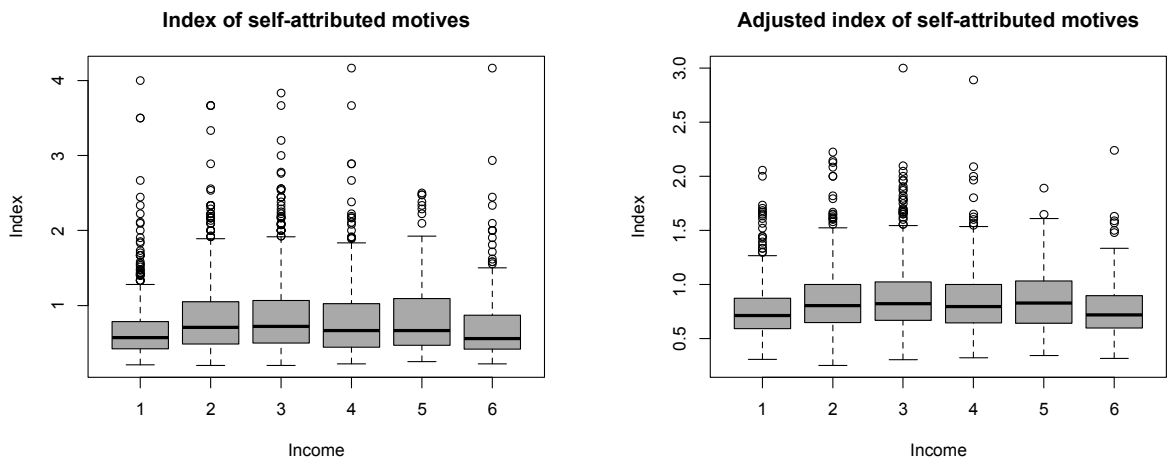 Index of self-attributed motives
Index
4
3
2
1
1 2 3 4 5 6
Income
Adjusted index of self-attributed motives
Index
3.0
2.5
2.0
1.5
1.0
0.5
1 2 3 4 5 6
Income